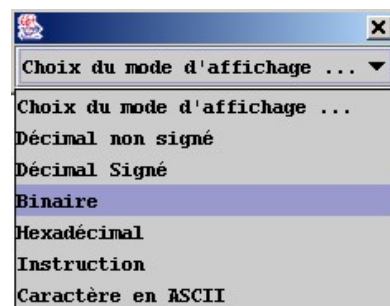 Choix du mode d'affichage ...
Choix du mode d'affichage ...
Décimal non signé
Décimal Signé
Binaire
Hexadécimal
Instruction
Caractère en ASCII